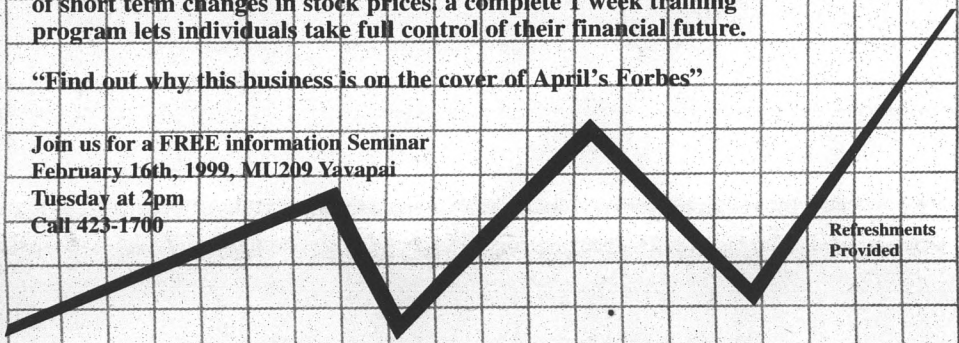 of short term changes in stock prices, a complete 1 week training
program lets individuals take full control of their financial future.
“Find out why this business is on the cover of April's Forbes”
Join us for a FREE information Seminar
February 16th, 1999, MU209 Yavapai
Tuesday at 2pm
Call 423-1700
Refreshments
Provided